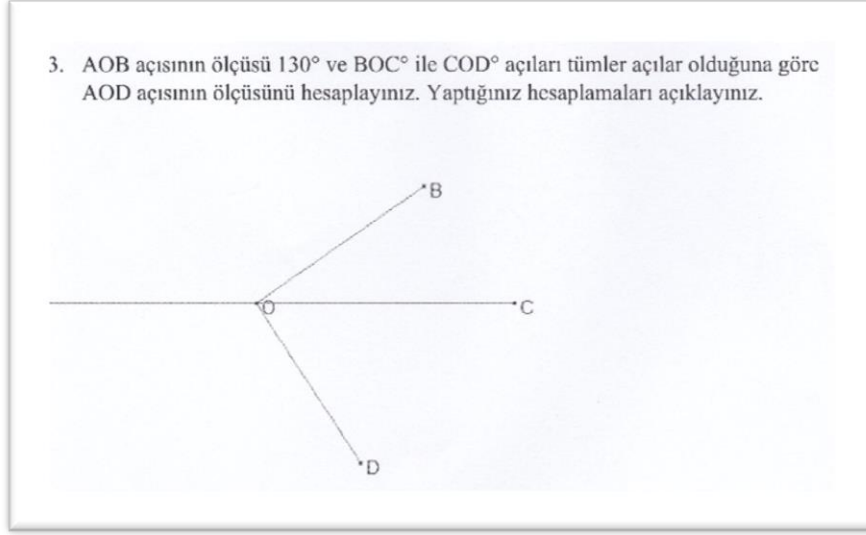 3. AOB açısının ölçüsü 130° ve BOC° ile COD° açıları tümler açılar olduğuna göre
AOD açısının ölçüsünü hesaplayınız. Yaptığınız hesaplamaları açıklayınız.
B
O
C
D